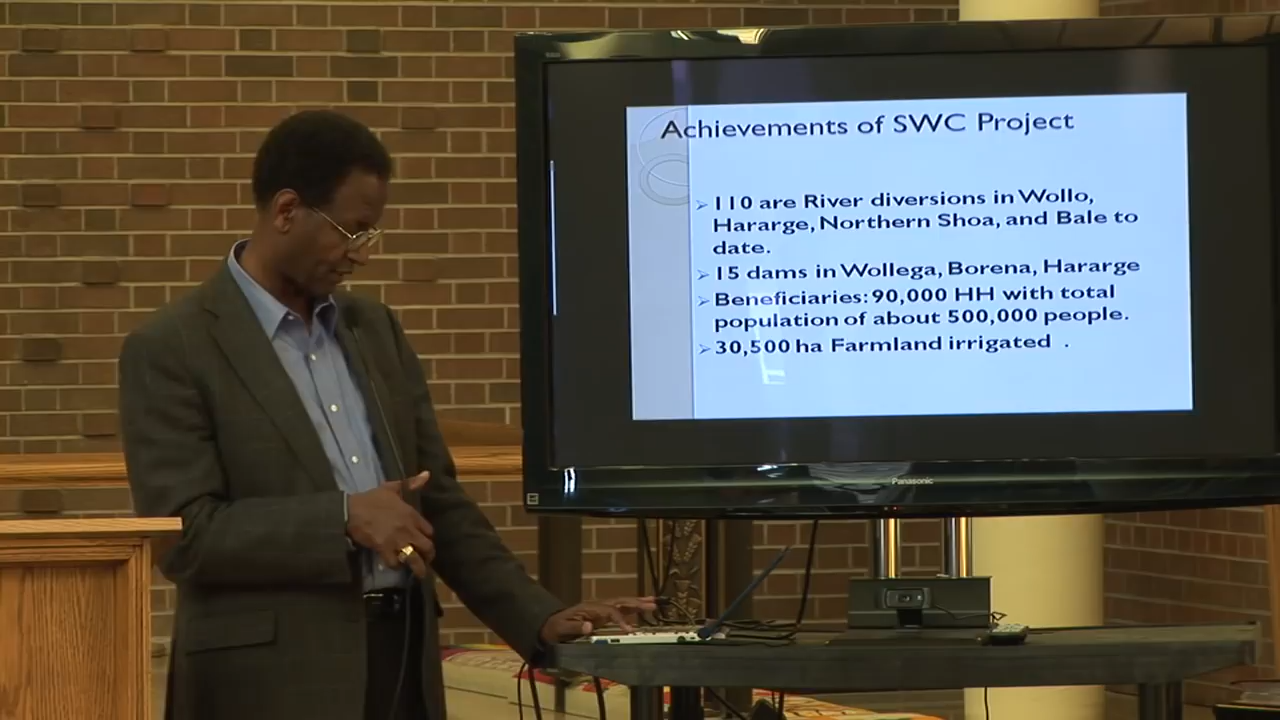 Achievements of SWC Project
➢ 110 are River diversions in Wollo,
Hararge, Northern Shoa, and Bale to
date.
➢ 15 dams in Wollega, Borena, Hararge
➢ Beneficiaries: 90,000 HH with total
population of about 500,000 people.
➢ 30,500 ha Farmland irrigated .
Panasonic